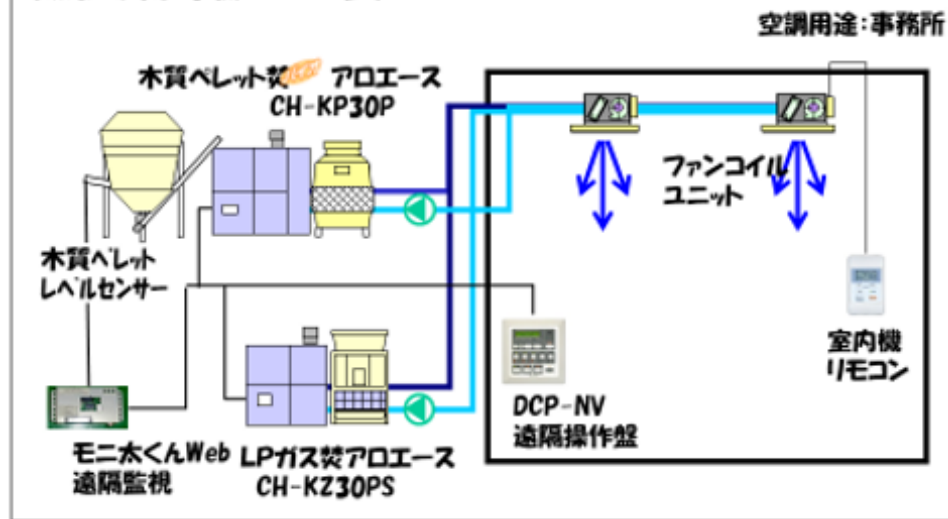 空調用途:事務所
木質ペレット焚 アロエース
CH-KP30P
ファンコイル
ユニット
木質ペレット
レベルセンサー
室内機
リモコン
DCP-NV
遠隔操作盤
モニ太くんWeb
遠隔監視
LPガス焚アロエース
CH-KZ30PS